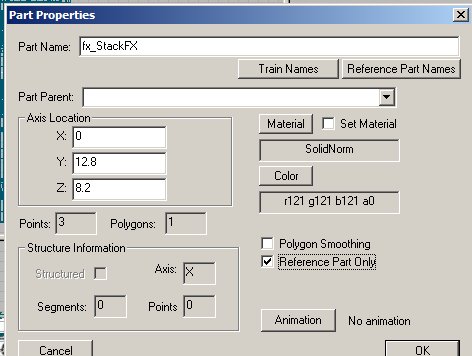 Part Properties
Part Name: fx_StackFX
Train Names Reference Part Names
Part Parent:
Axis Location
X: 0
Y: 12.8
Z: 8.2
Material Set Material
SolidNorm
Color
r121 g121 b121 a0
Points: 3 Polygons: 1
Structure Information
Structured Axis: X
Segments: 0 Points 0
Polygon Smoothing
Reference Part Only
Animation No animation
Cancel OK